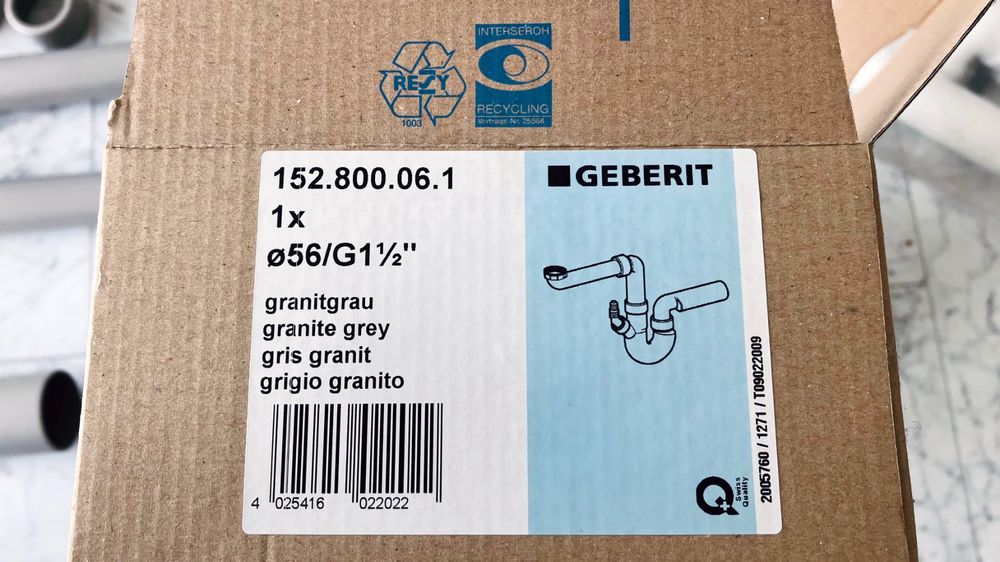 INTERSEROH
RESY
RECYCLING
1003
Vertrags-Nr. 25568
152.800.06.1
GEBERIT
1x
ø56/G1½"
granitgrau
granite grey
gris granit
grigio granito
4 025416 022022
Swiss
Quality
2005760 / 1271 / T09022009